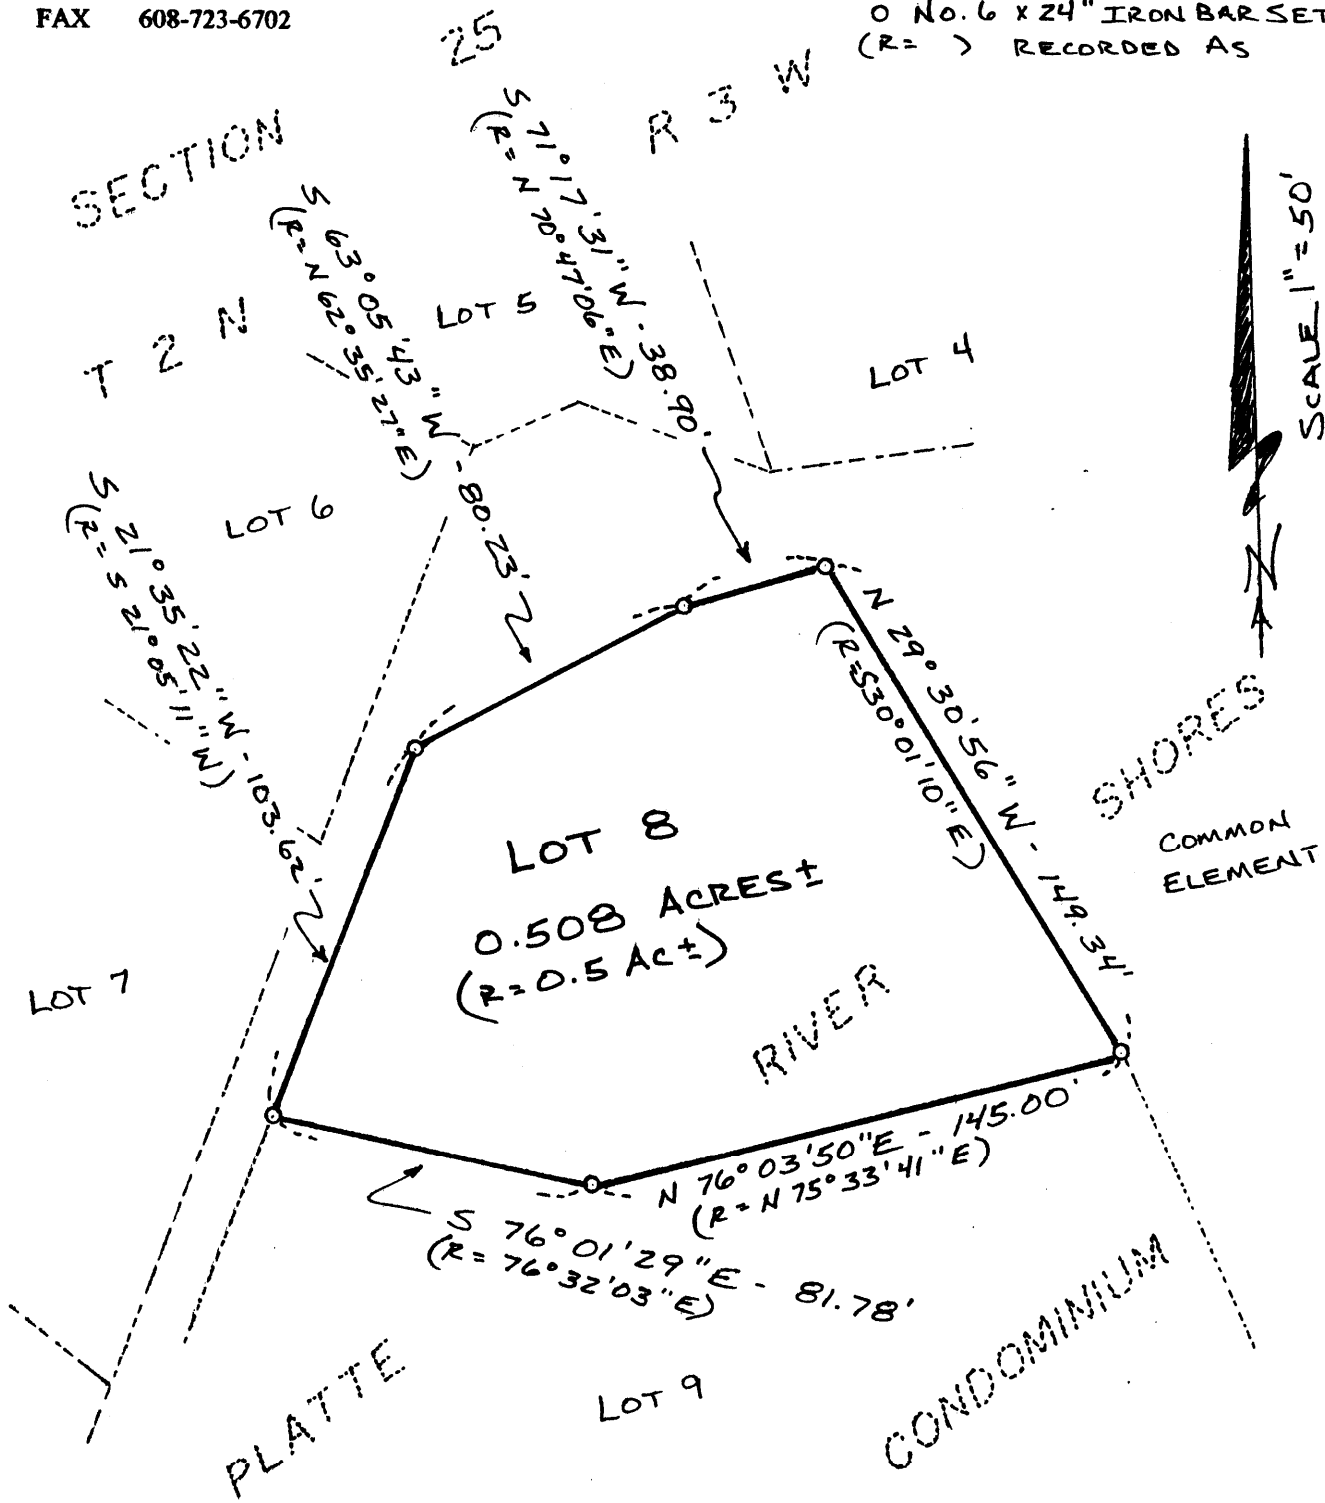 FAX 608-723-6702
O NO. 6 X 24" IRON BAR SET
(R= ) RECORDED AS
SECTION
25
T 2 N
R 3 W
SCALE 1" = 50'
N
S 71°17'31" W - 38.90'
(R= N 70°47'06"E)
S 63°05'43" W - 80.23'
(R= N 62°35'27"E)
S 21°35'22" W - 103.62'
(R= S 21°05'11" W)
LOT 5
LOT 4
LOT 6
N 29°30'56" W - 149.34'
(R=S30°01'10"E)
LOT 8
0.508 ACRES±
(R=0.5 AC±)
LOT 7
PLATTE
RIVER
SHORES
CONDOMINIUM
COMMON
ELEMENT
N 76°03'50"E - 145.00'
(R= N 75°33'41"E)
S 76°01'29"E - 81.78'
(R= 76°32'03"E)
LOT 9